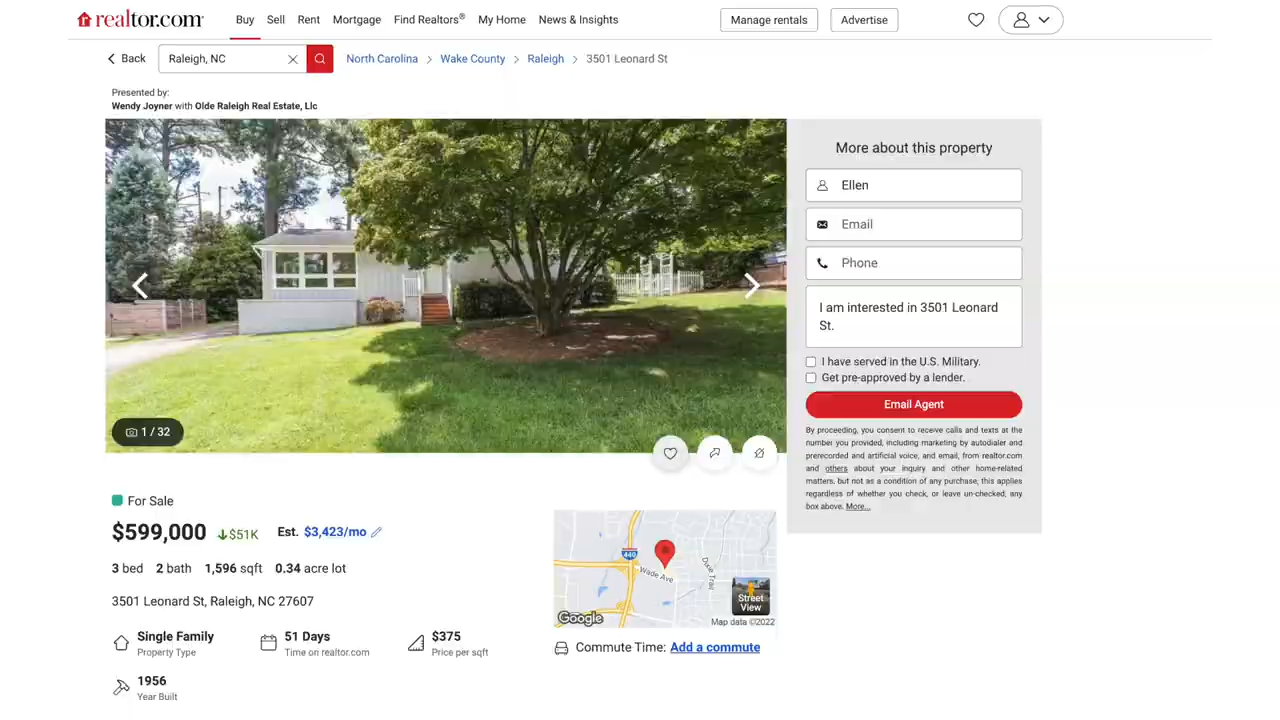 realtor.com
Buy Sell Rent Mortgage Find Realtors® My Home News & Insights
Manage rentals
Advertise
Back
Raleigh, NC
North Carolina > Wake County > Raleigh > 3501 Leonard St
Presented by:
Wendy Joyner with Olde Raleigh Real Estate, Llc
1 / 32
More about this property
Ellen
Email
Phone
I am interested in 3501 Leonard
St.
I have served in the U.S. Military.
Get pre-approved by a lender.
Email Agent
By proceeding, you consent to receive calls and texts at the
number you provided, including marketing by autodialer and
prerecorded and artificial voice, and email, from realtor.com
and others about your inquiry and other home-related
matters, but not as a condition of any purchase; this applies
regardless of whether you check, or leave un-checked, any
box above. More...
For Sale
$599,000 $51K Est. $3,423/mo
3 bed 2 bath 1,596 sqft 0.34 acre lot
3501 Leonard St, Raleigh, NC 27607
Single Family
Property Type
51 Days
Time on realtor.com
$375
Price per sqft
1956
Year Built
440
Wade Ave
Dixie Trail
Street
View
Google
Map data ©2022
Commute Time: Add a commute